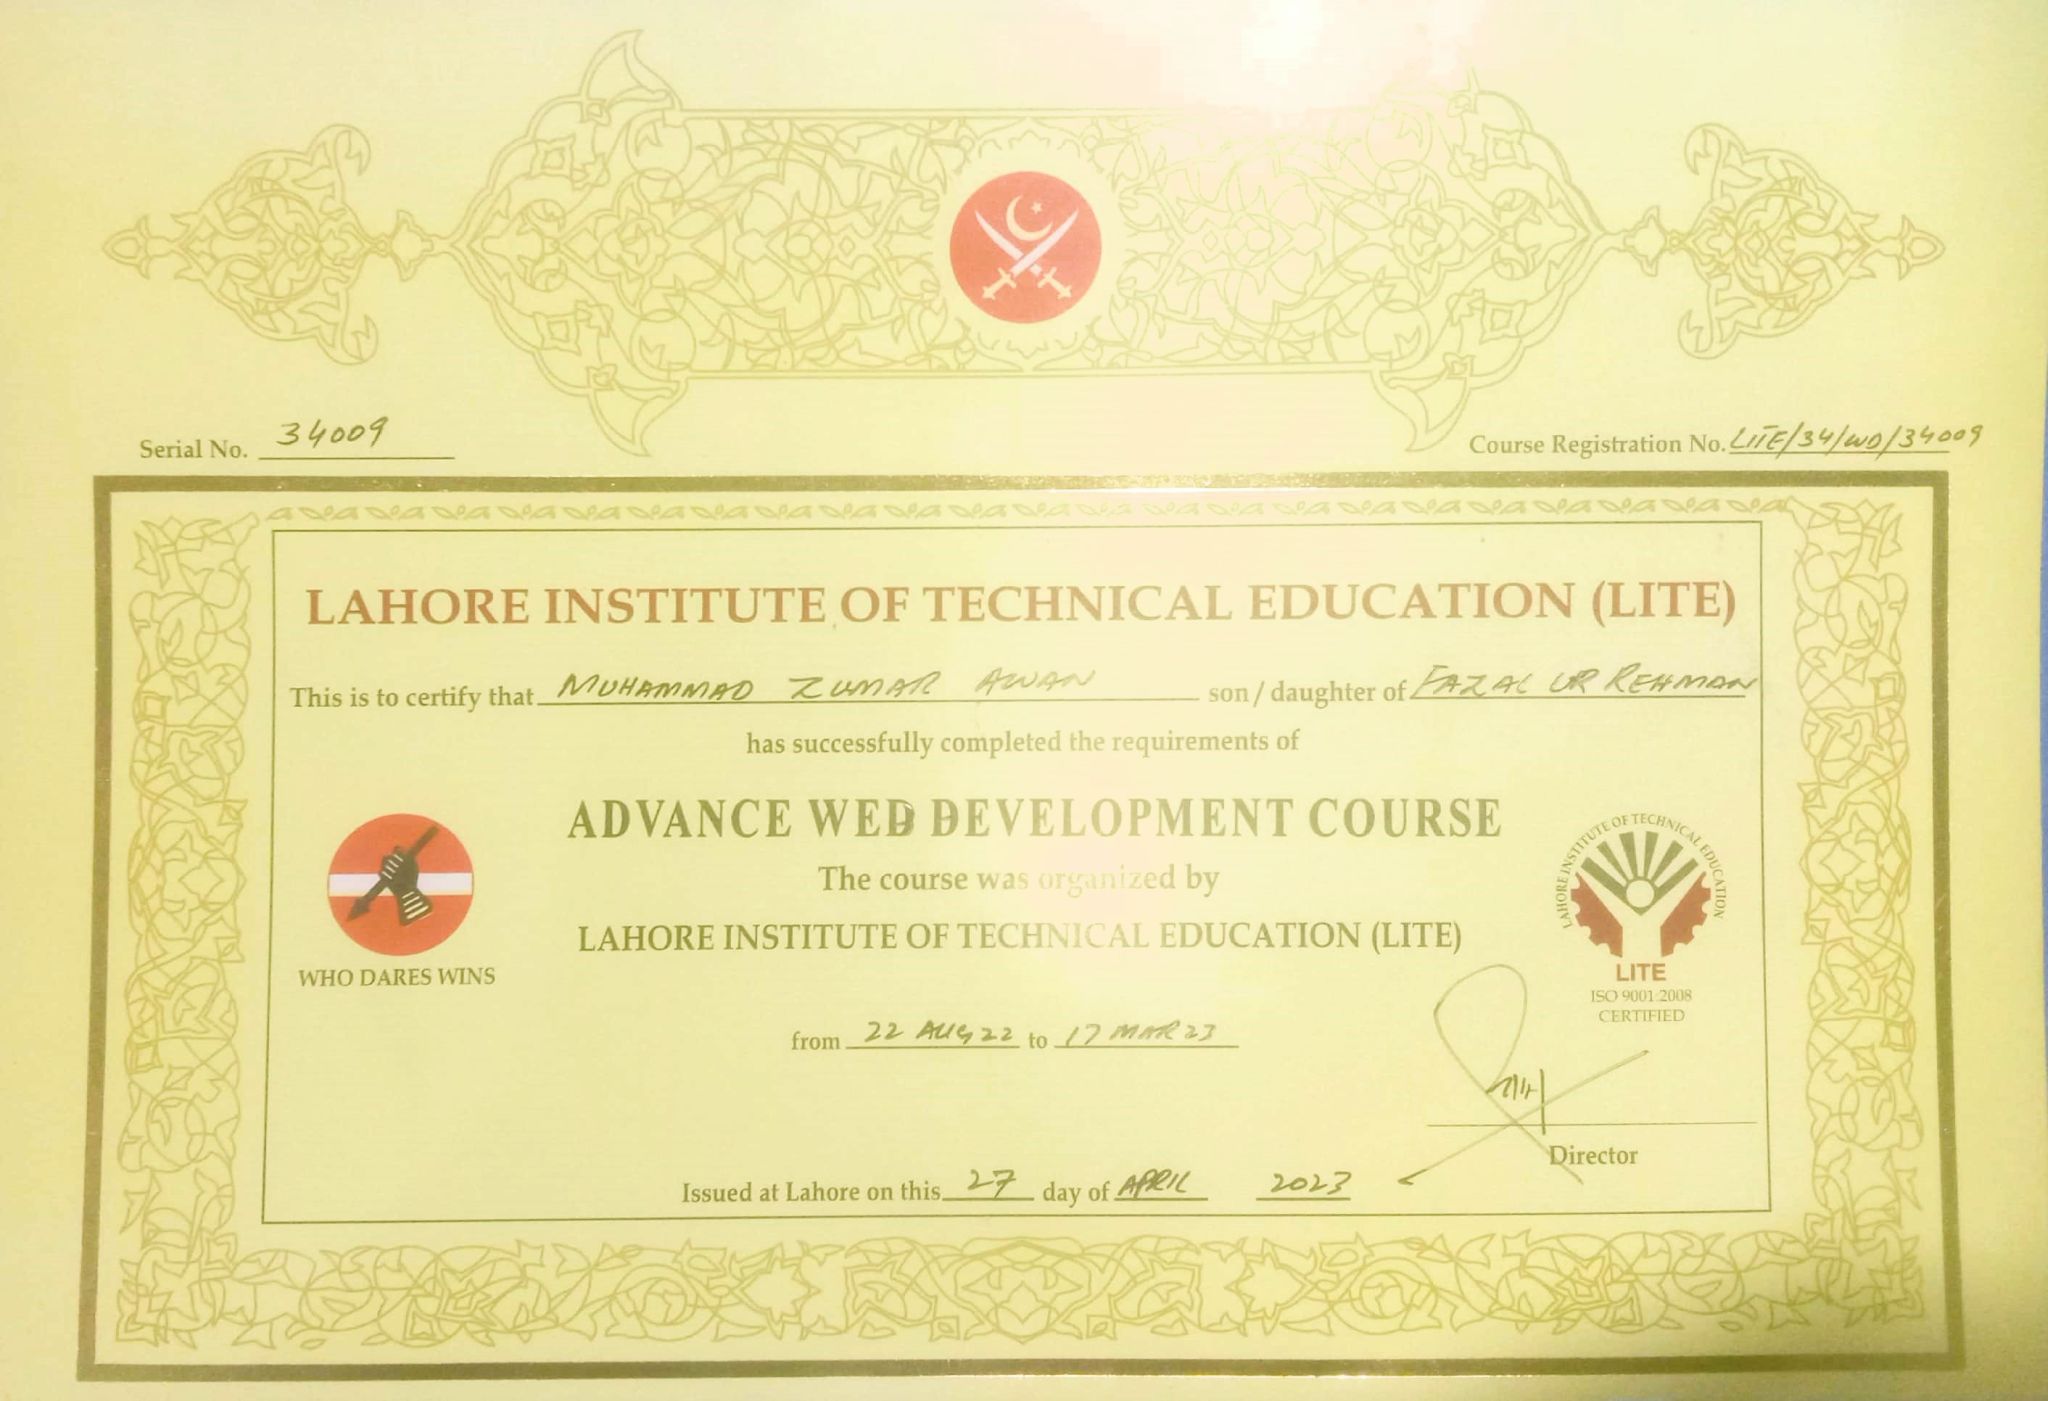 Serial No. 34009
Course Registration No. LITE/34/WD/34009
LAHORE INSTITUTE OF TECHNICAL EDUCATION (LITE)
This is to certify that MUHAMMAD ZUMAR AWAN son / daughter of FAZAL UR REHMAN
has successfully completed the requirements of
ADVANCE WEB DEVELOPMENT COURSE
The course was organized by
LAHORE INSTITUTE OF TECHNICAL EDUCATION (LITE)
WHO DARES WINS
LAHORE INSTITUTE OF TECHNICAL EDUCATION
LITE
ISO 9001:2008
CERTIFIED
from 22 AUG 22 to 17 MAR 23
Director
Issued at Lahore on this 27 day of APRIL 2023